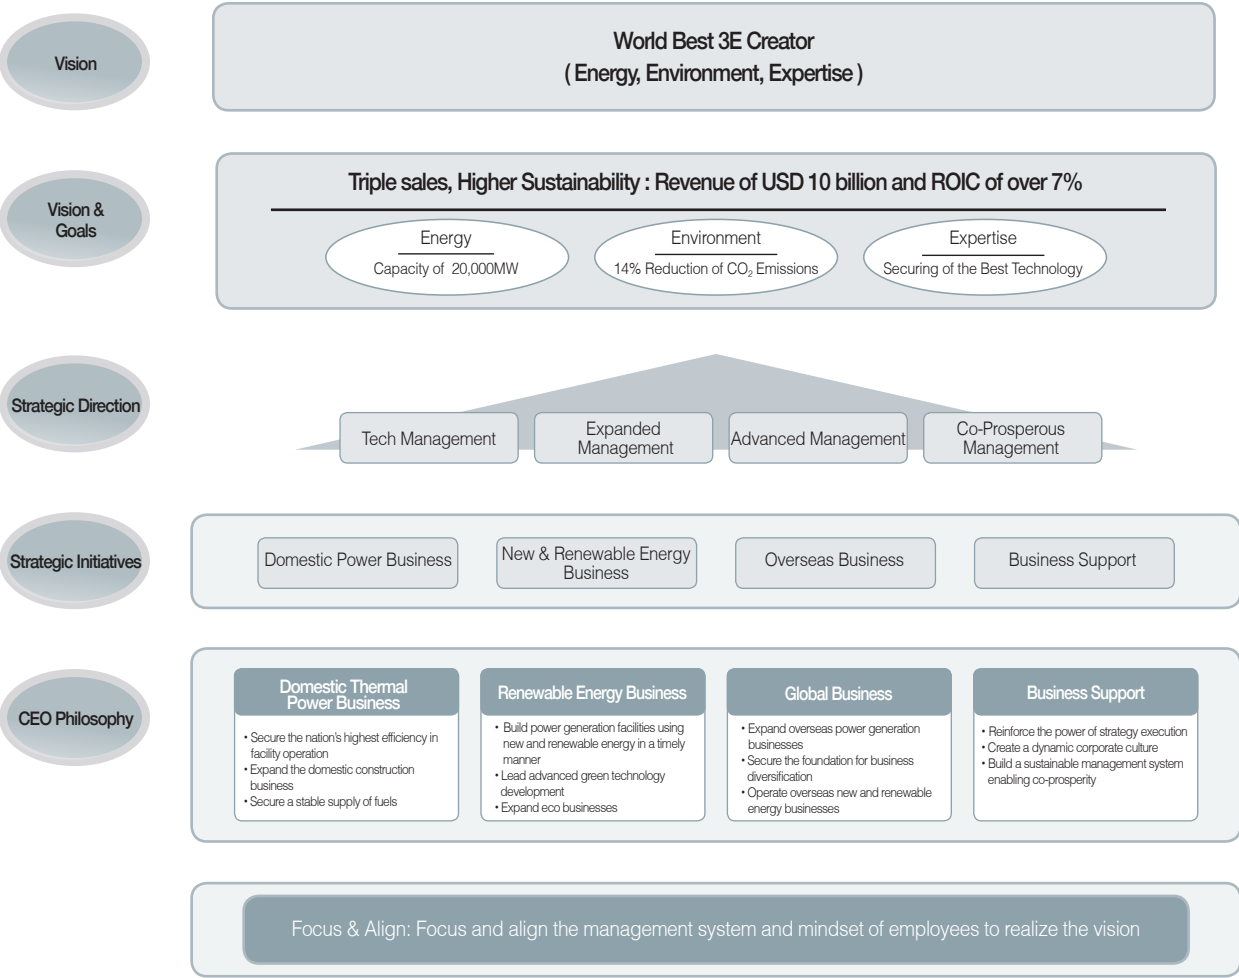 Vision
World Best 3E Creator
( Energy, Environment, Expertise )
Vision &
Goals
Triple sales, Higher Sustainability : Revenue of USD 10 billion and ROIC of over 7%
Energy
Capacity of 20,000MW
Environment
14% Reduction of CO₂ Emissions
Expertise
Securing of the Best Technology
Strategic Direction
Tech Management
Expanded
Management
Advanced Management
Co-Prosperous
Management
Strategic Initiatives
Domestic Power Business
New & Renewable Energy
Business
Overseas Business
Business Support
CEO Philosophy
Domestic Thermal
Power Business
• Secure the nation's highest efficiency in
facility operation
• Expand the domestic construction
business
• Secure a stable supply of fuels
Renewable Energy Business
• Build power generation facilities using
new and renewable energy in a timely
manner
• Lead advanced green technology
development
• Expand eco businesses
Global Business
• Expand overseas power generation
businesses
• Secure the foundation for business
diversification
• Operate overseas new and renewable
energy businesses
Business Support
• Reinforce the power of strategy execution
• Create a dynamic corporate culture
• Build a sustainable management system
enabling co-prosperity
Focus & Align: Focus and align the management system and mindset of employees to realize the vision